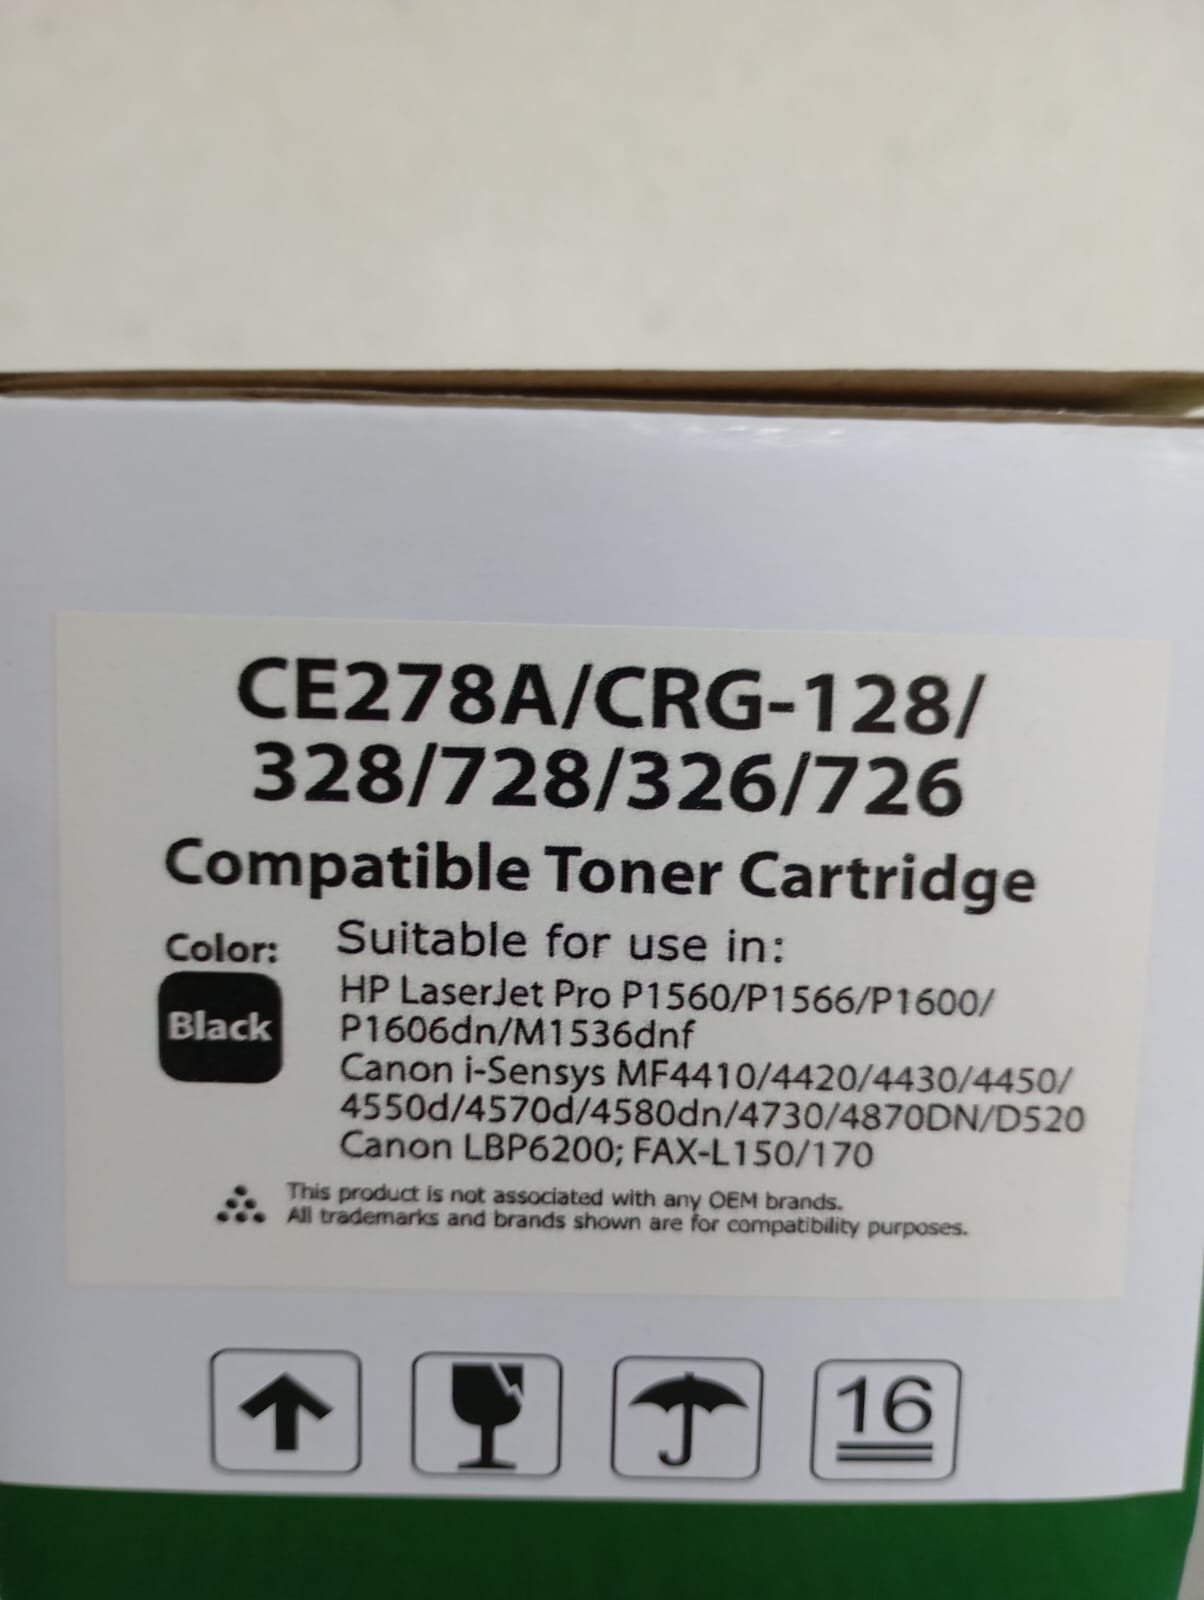 CE278A/CRG-128/
328/728/326/726
Compatible Toner Cartridge
Color:
Black
Suitable for use in:
HP LaserJet Pro P1560/P1566/P1600/
P1606dn/M1536dnf
Canon i-Sensys MF4410/4420/4430/4450/
4550d/4570d/4580dn/4730/4870DN/D520
Canon LBP6200; FAX-L150/170
This product is not associated with any OEM brands.
All trademarks and brands shown are for compatibility purposes.
16